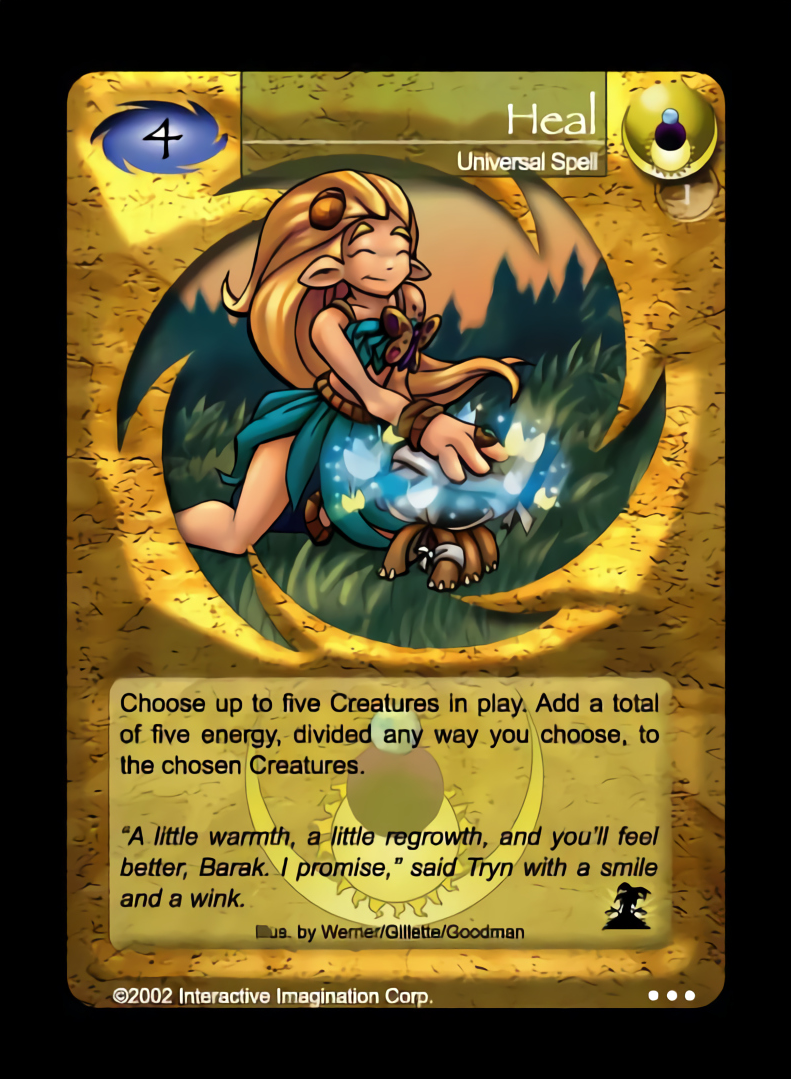 4
Heal
Universal Spell
Choose up to five Creatures in play. Add a total
of five energy, divided any way you choose, to
the chosen Creatures.
“A little warmth, a little regrowth, and you’ll feel
better, Barak. I promise,” said Tryn with a smile
and a wink.
Illus. by Werner/Gillette/Goodman
©2002 Interactive Imagination Corp.